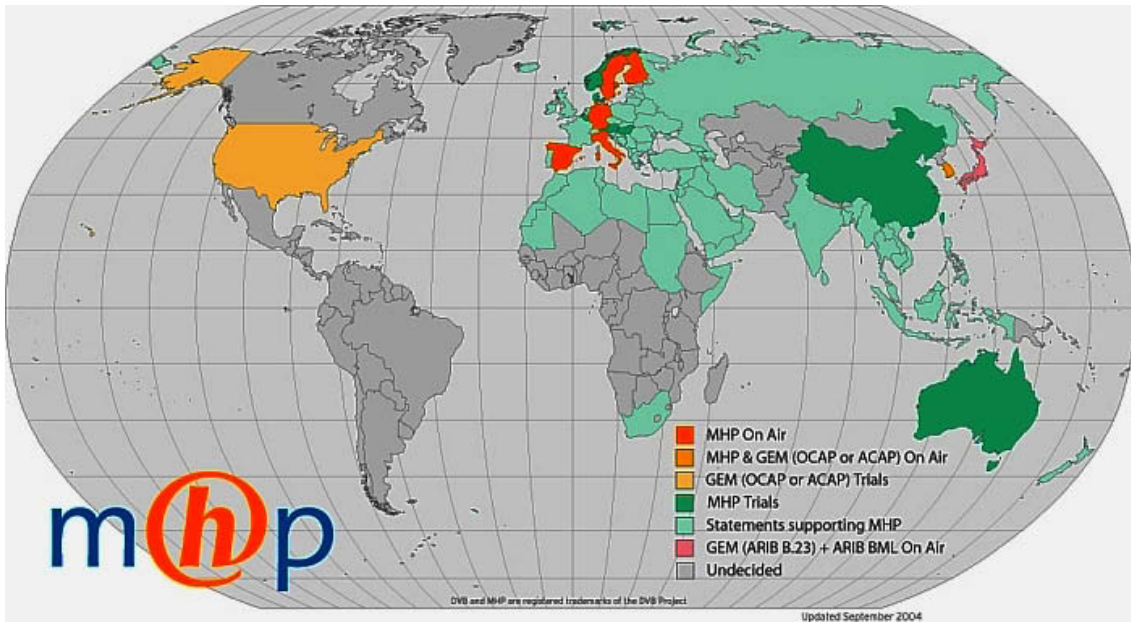 MHP On Air
MHP & GEM (OCAP or ACAP) On Air
GEM (OCAP or ACAP) Trials
MHP Trials
Statements supporting MHP
GEM (ARIB B.23) + ARIB BML On Air
Undecided
m@hp
DVB and MHP are registered trademarks of the DVB Project
Updated September 2004